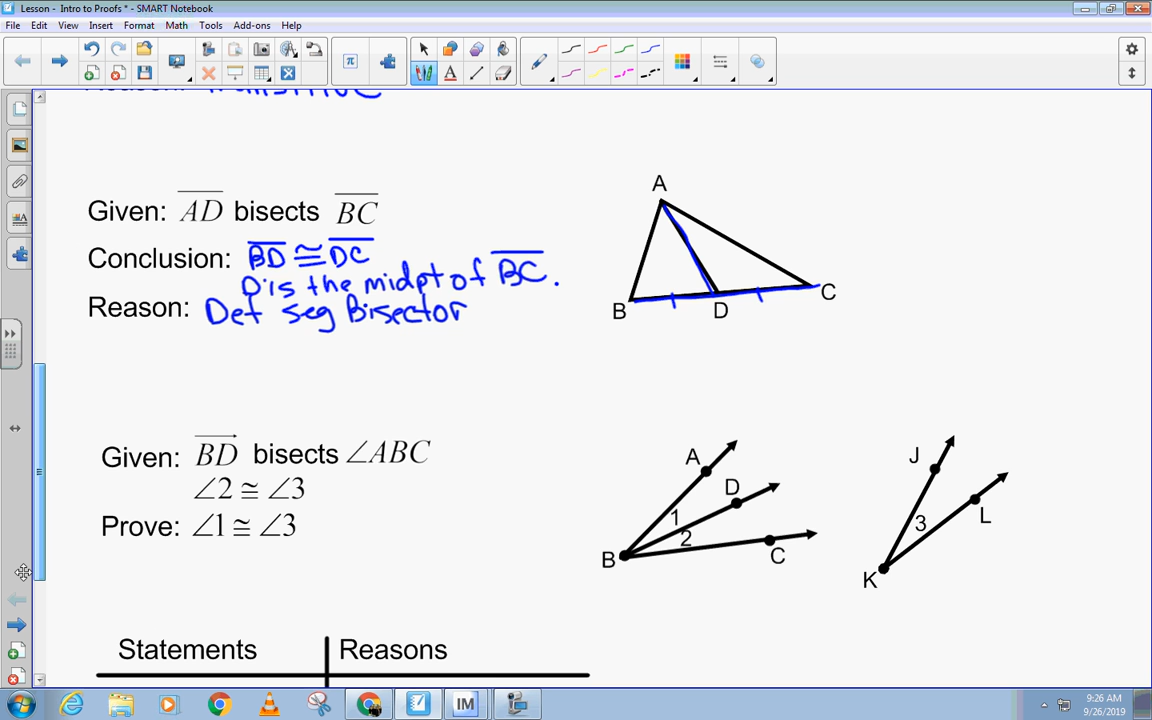 Lesson - Intro to Proofs * - SMART Notebook
File Edit View Insert Format Math Tools Add-ons Help
Given: AD bisects BC
Conclusion: BD ≅ DC
D is the midpt of BC.
Reason: Def seg Bisector
A
B
D
C
Given: BD bisects ∠ABC
∠2 ≅ ∠3
Prove: ∠1 ≅ ∠3
A
D
1
2
B
C
J
L
3
K
Statements Reasons
IM
9:26 AM
9/26/2019